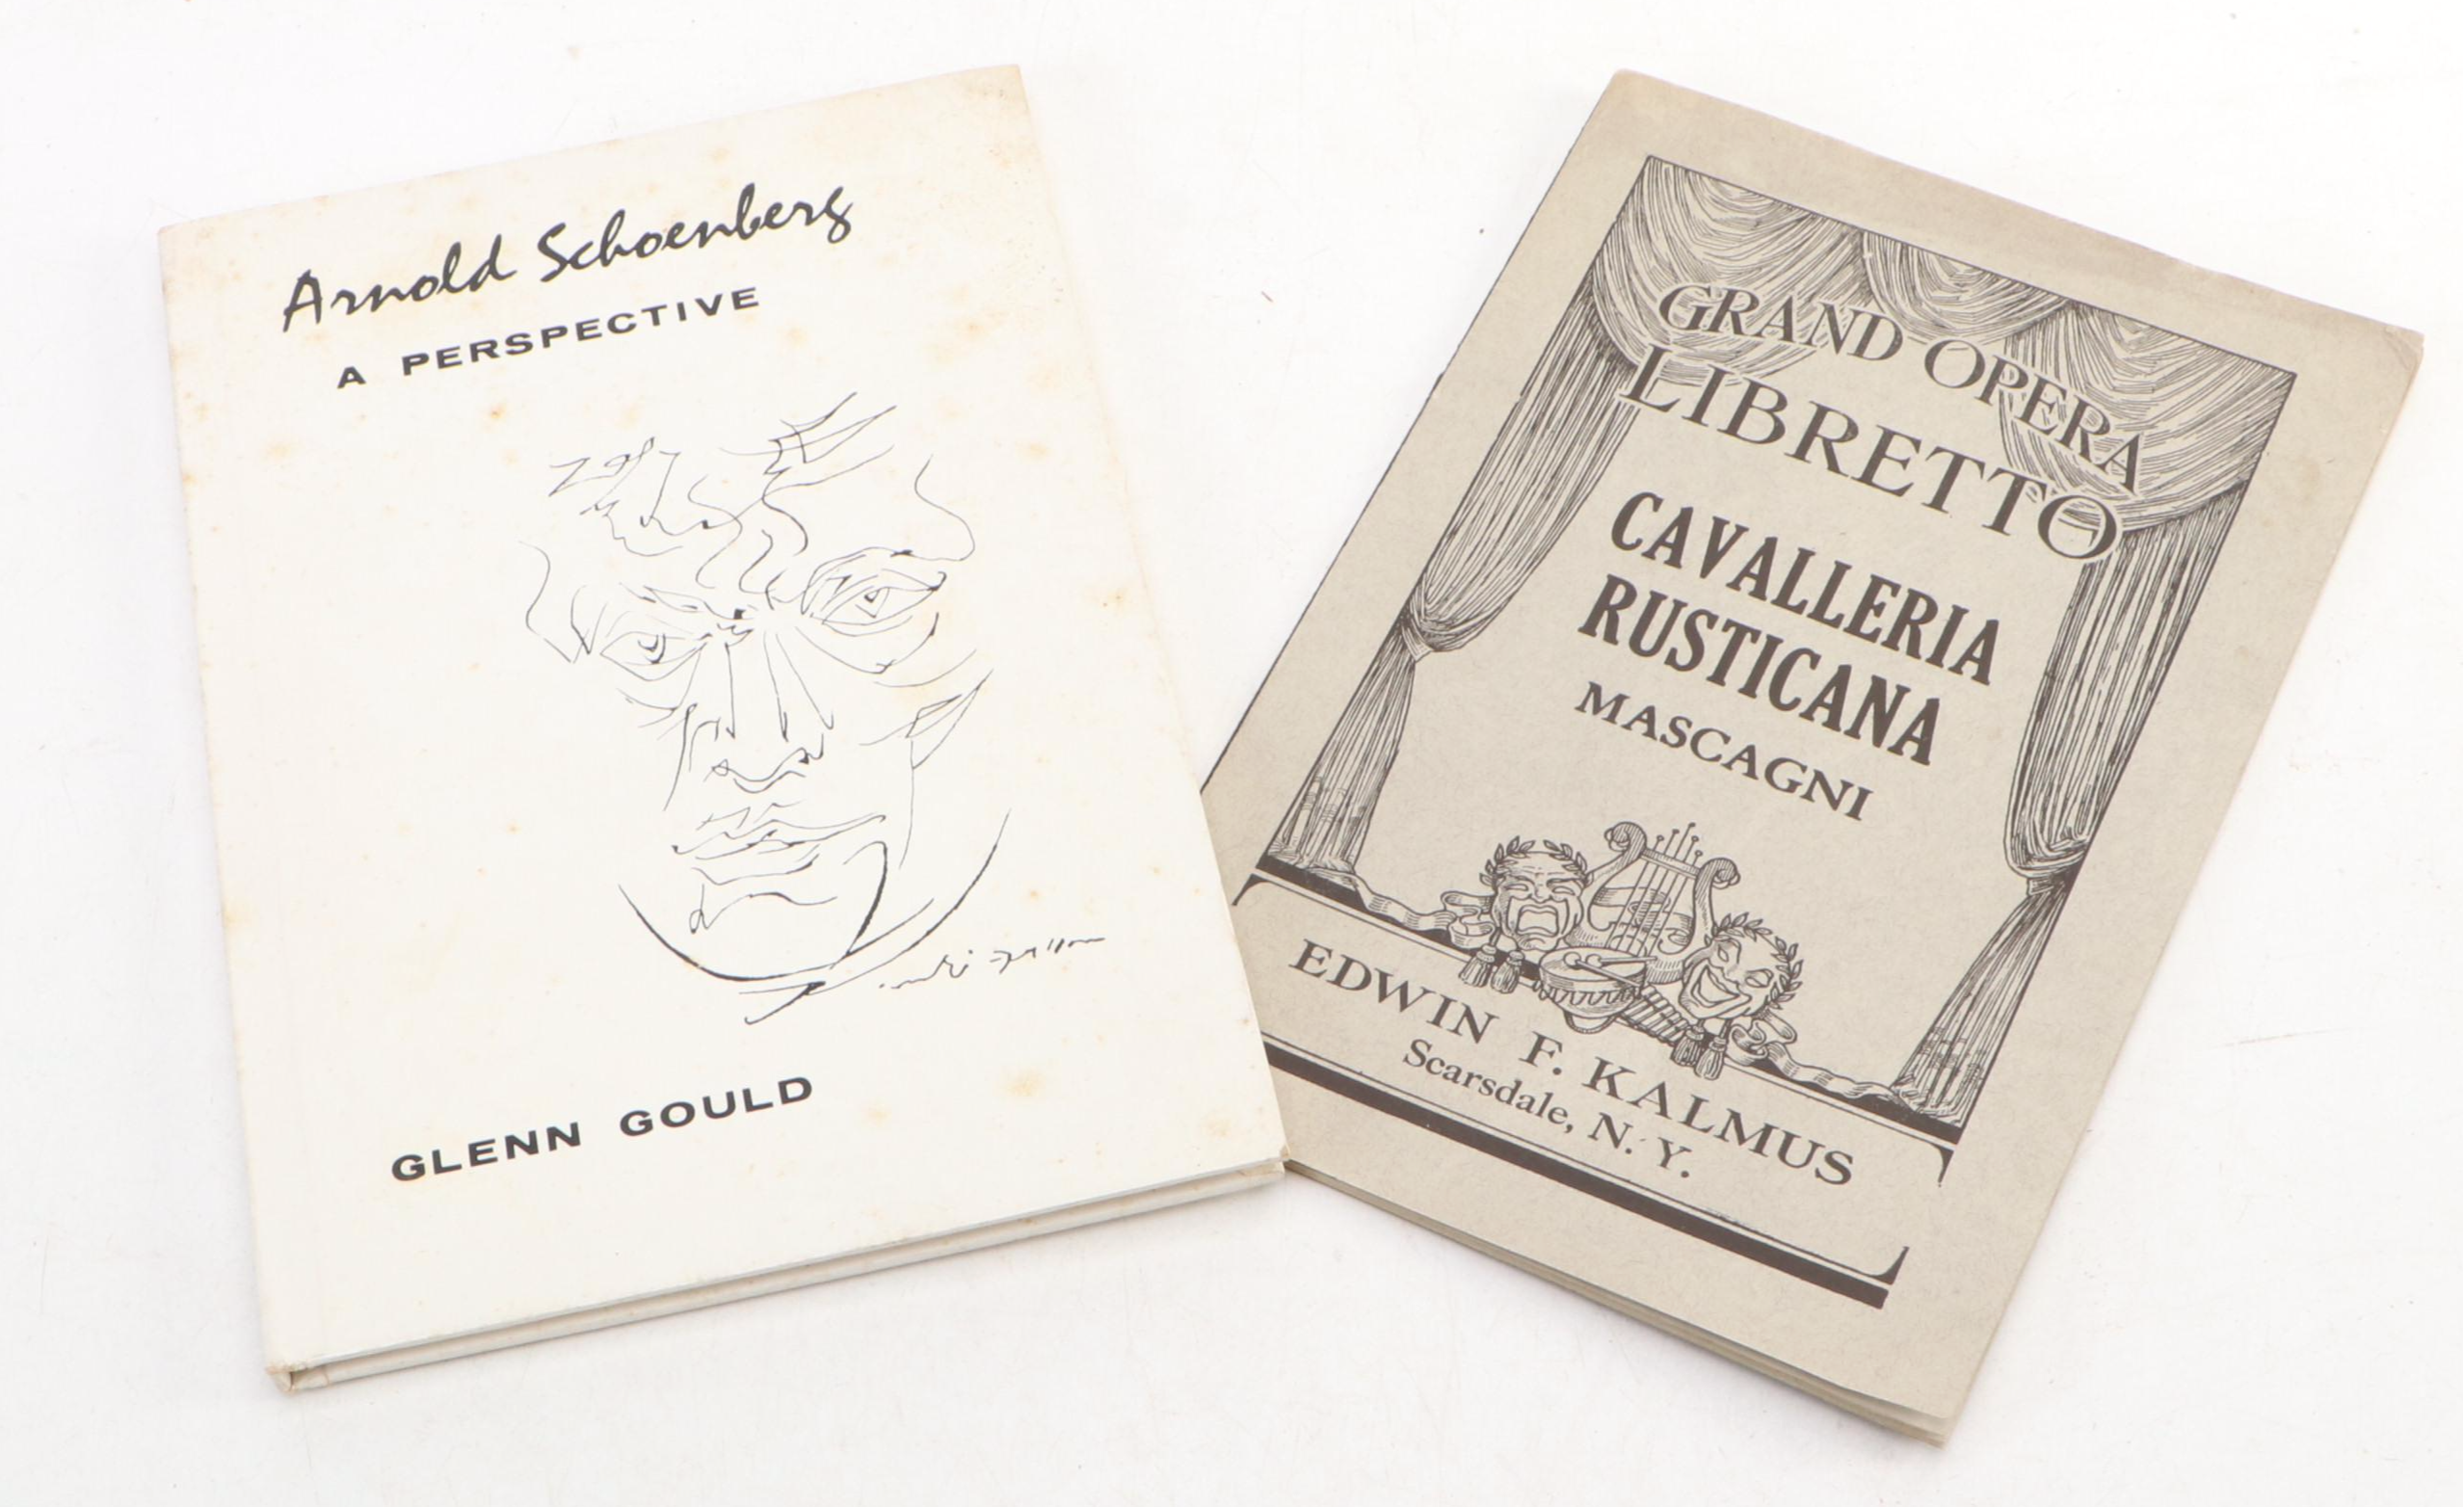 Arnold Schoenberg
A PERSPECTIVE
GLENN GOULD
GRAND OPERA
LIBRETTO
CAVALLERIA
RUSTICANA
MASCAGNI
EDWIN F. KALMUS
Scarsdale, N. Y.